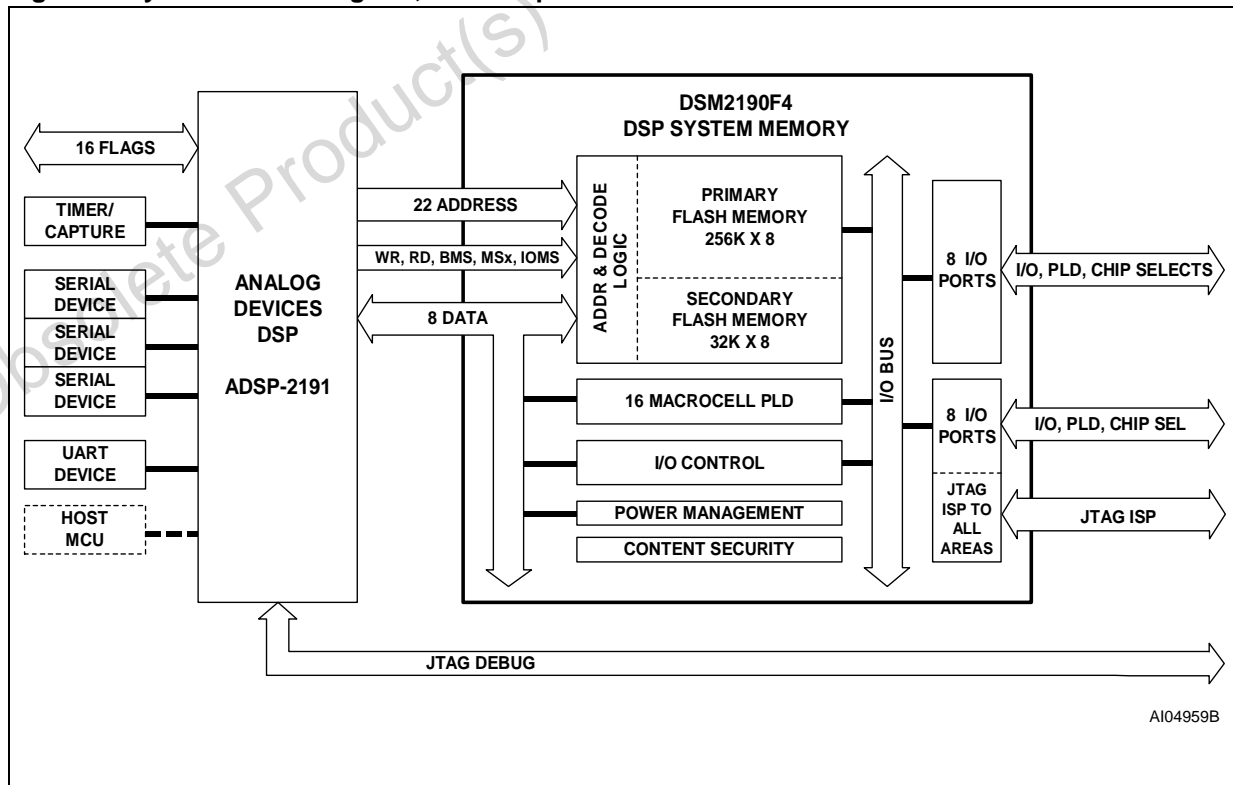 Obsolete Product(s)
DSM2190F4
DSP SYSTEM MEMORY
16 FLAGS
TIMER/
CAPTURE
SERIAL
DEVICE
SERIAL
DEVICE
SERIAL
DEVICE
UART
DEVICE
HOST
MCU
ANALOG
DEVICES
DSP
ADSP-2191
22 ADDRESS
WR, RD, BMS, MSx, IOMS
8 DATA
ADDR & DECODE
LOGIC
PRIMARY
FLASH MEMORY
256K X 8
SECONDARY
FLASH MEMORY
32K X 8
16 MACROCELL PLD
I/O CONTROL
POWER MANAGEMENT
CONTENT SECURITY
I/O BUS
8 I/O
PORTS
I/O, PLD, CHIP SELECTS
8 I/O
PORTS
I/O, PLD, CHIP SEL
JTAG
ISP TO
ALL
AREAS
JTAG ISP
JTAG DEBUG
AI04959B